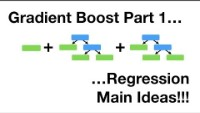 Gradient Boost Part 1...
+ +
...Regression
Main Ideas!!!